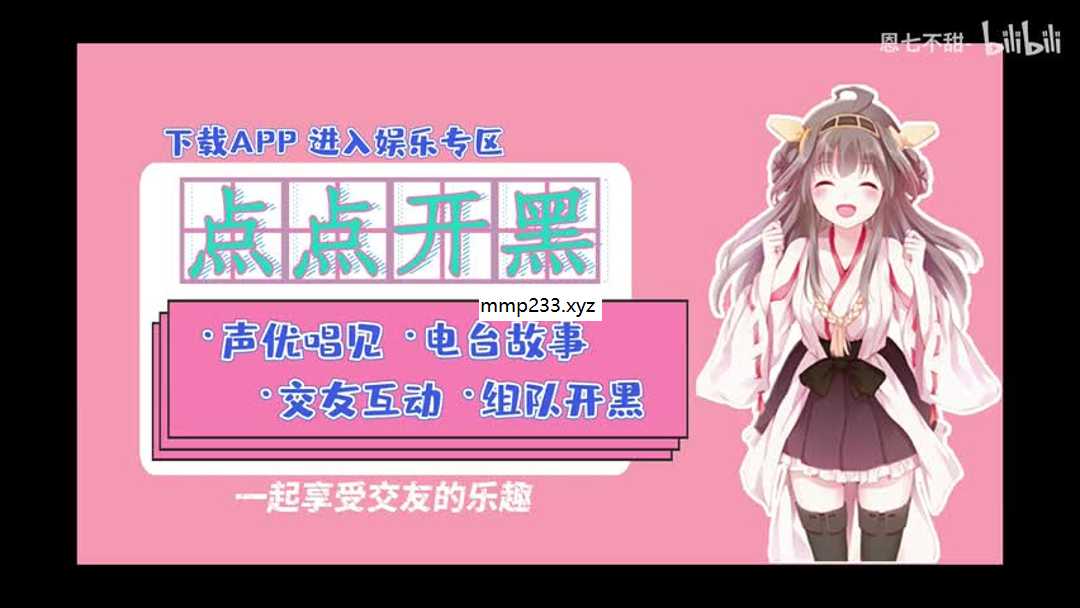 恩七不甜- bilibili
下载APP 进入娱乐专区
点点开黑
mmp233.xyz
·声优唱见 ·电台故事
·交友互动 ·组队开黑
一起享受交友的乐趣